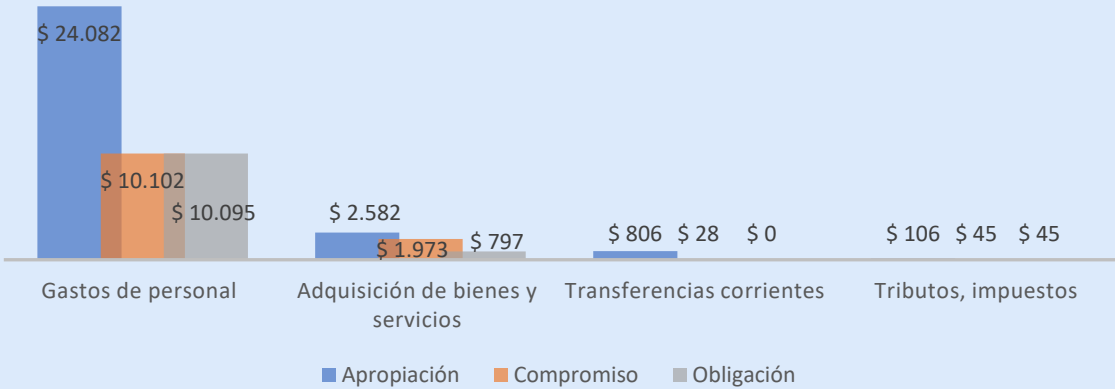 $ 24.082
$ 10.102
$ 10.095
$ 2.582
$ 1.973
$ 797
$ 806 $ 28 $ 0
$ 106 $ 45 $ 45
Gastos de personal
Adquisición de bienes y
servicios
Transferencias corrientes
Tributos, impuestos
Apropiación Compromiso Obligación